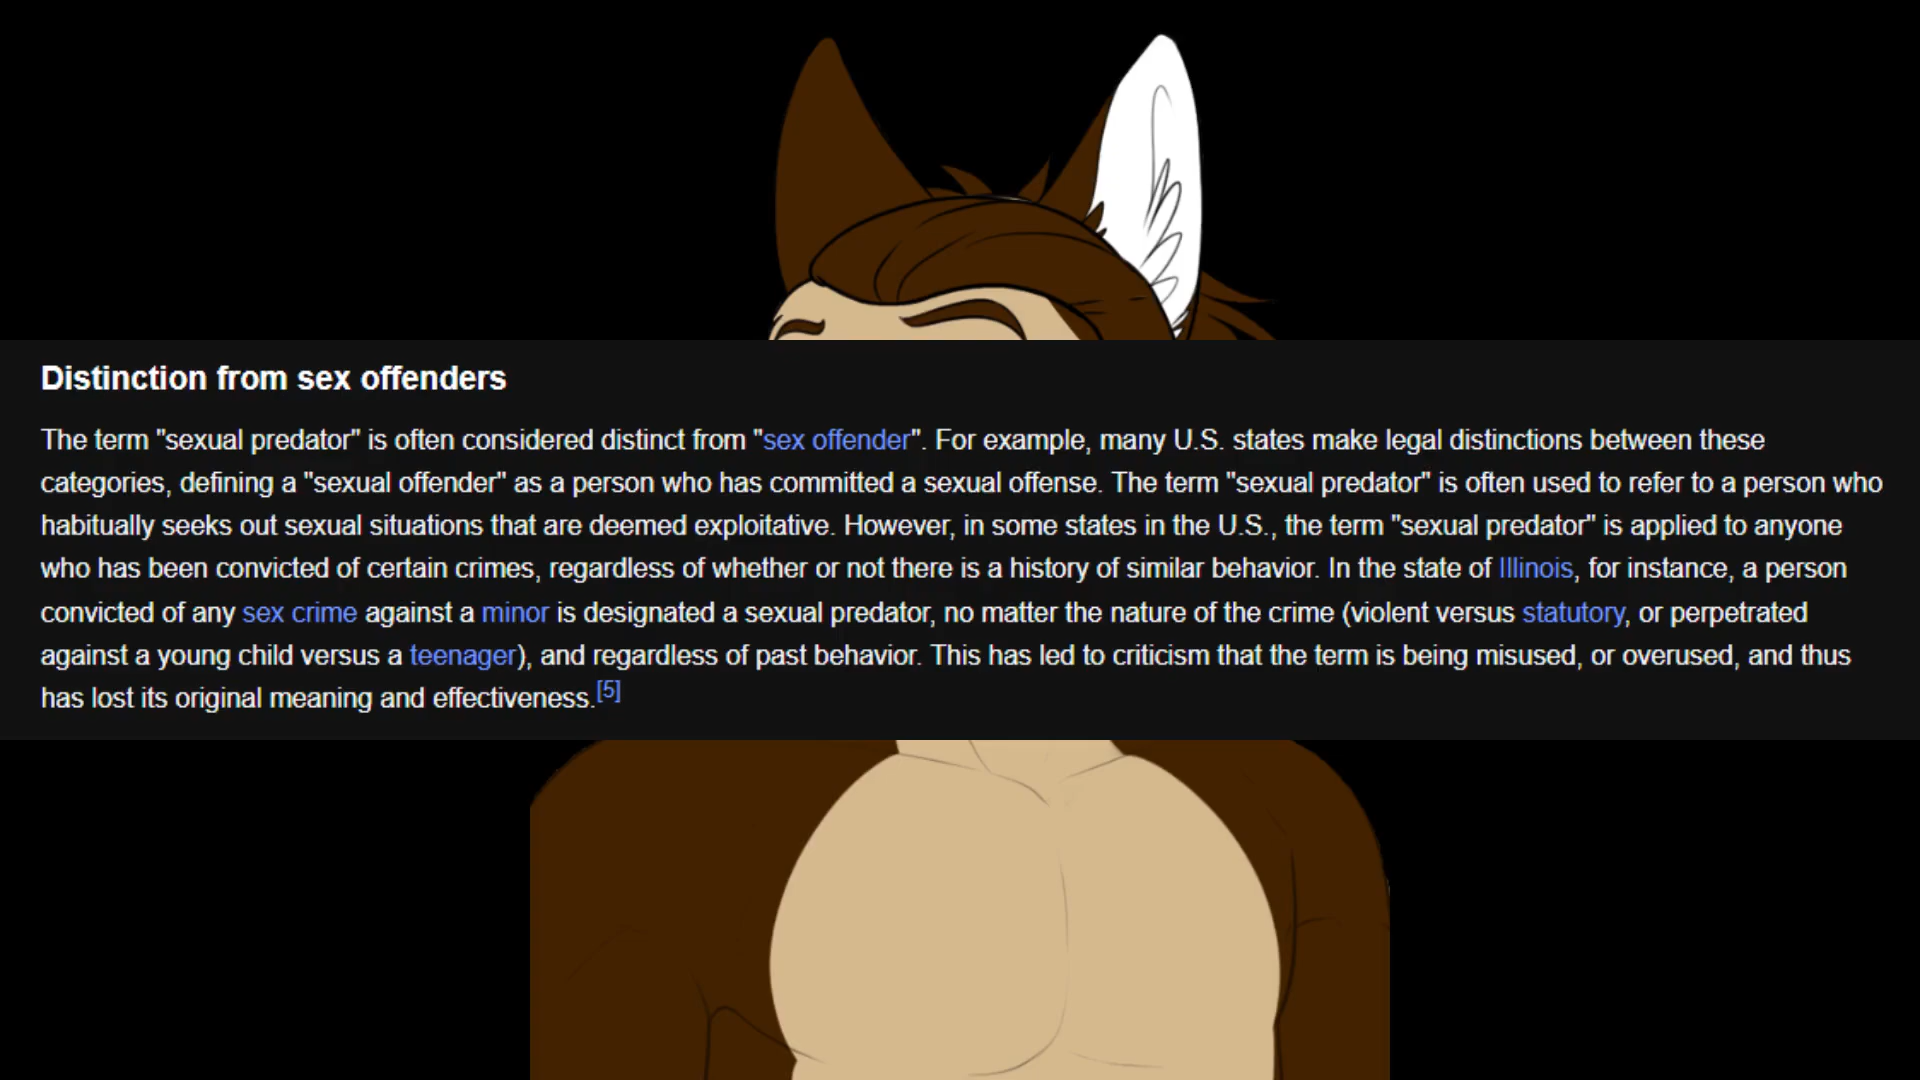 Distinction from sex offenders
The term "sexual predator" is often considered distinct from "sex offender". For example, many U.S. states make legal distinctions between these
categories, defining a "sexual offender" as a person who has committed a sexual offense. The term "sexual predator" is often used to refer to a person who
habitually seeks out sexual situations that are deemed exploitative. However, in some states in the U.S., the term "sexual predator" is applied to anyone
who has been convicted of certain crimes, regardless of whether or not there is a history of similar behavior. In the state of Illinois, for instance, a person
convicted of any sex crime against a minor is designated a sexual predator, no matter the nature of the crime (violent versus statutory, or perpetrated
against a young child versus a teenager), and regardless of past behavior. This has led to criticism that the term is being misused, or overused, and thus
has lost its original meaning and effectiveness.[5]